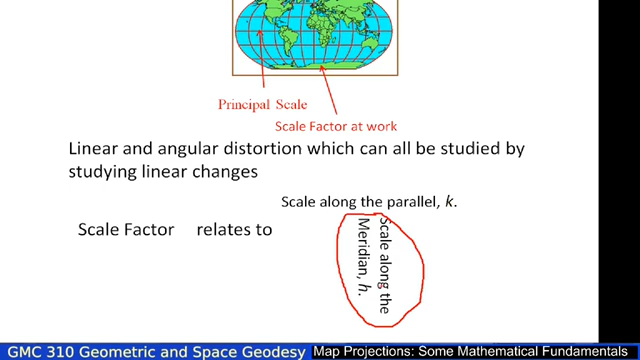 Principal Scale
Scale Factor at work
Linear and angular distortion which can all be studied by
studying linear changes
Scale along the parallel, k.
Scale Factor relates to
Scale along the
Meridian, h.
GMC 310 Geometric and Space Geodesy Map Projections: Some Mathematical Fundamentals